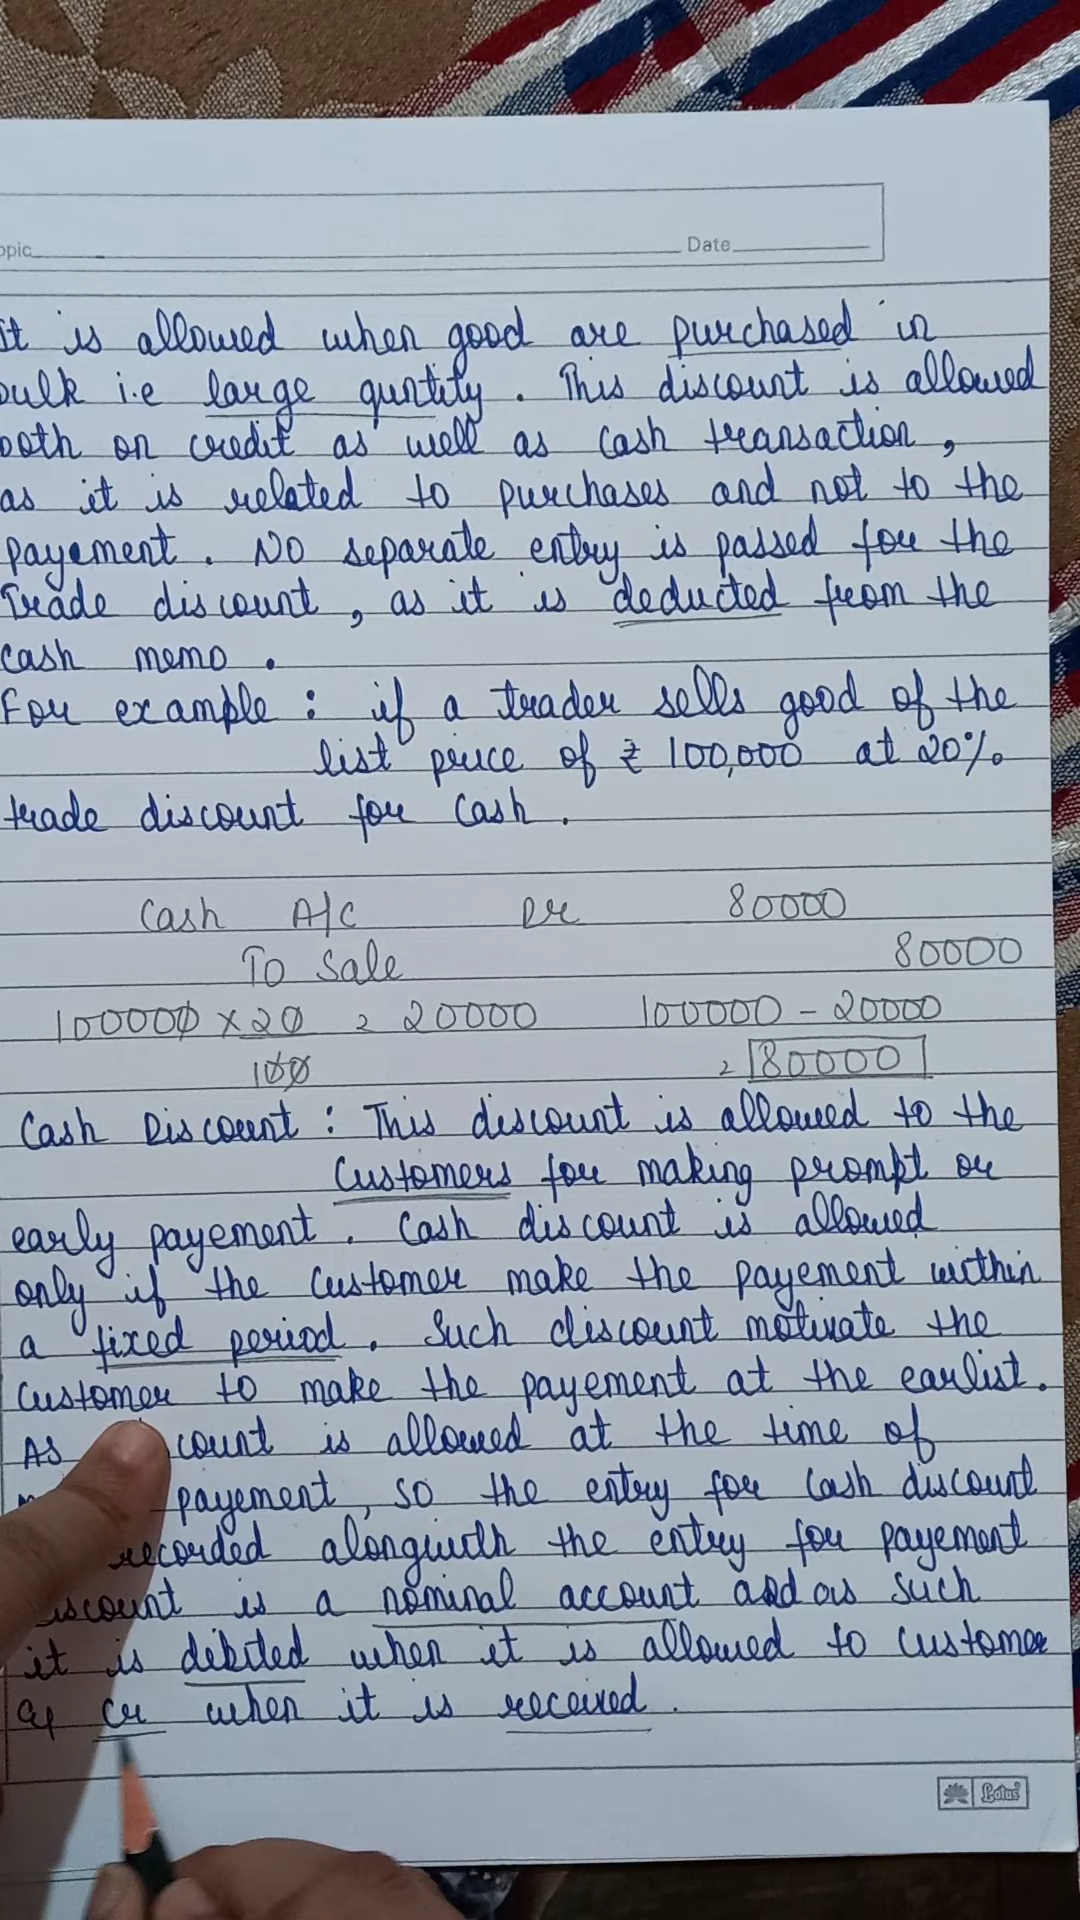 opic
Date
it is allowed when good are purchased in
bulk i.e large quntity. This discount is allowed
both on credit as well as cash transaction,
as it is related to purchases and not to the
payement. No separate entry is passed for the
Trade discount, as it is deducted from the
cash memo.
For example: if a trader sells good of the
list price of ₹ 100,000 at 20%
trade discount for cash.
Cash A/C Dr 80000
To Sale 80000
100000 x 20 = 20000 100000 - 20000
100 = 80000
Cash Discount: This discount is allowed to the
Customers for making prompt or
early payement. Cash discount is allowed
only if the customer make the payement within
a fixed period. Such discount motivate the
customer to make the payement at the earlist.
As count is allowed at the time of
payement, so the entry for cash discount
recorded alongwith the entry for payement
iscount is a nominal account and as such
it is debited when it is allowed to customer
cr when it is received.
Lotus